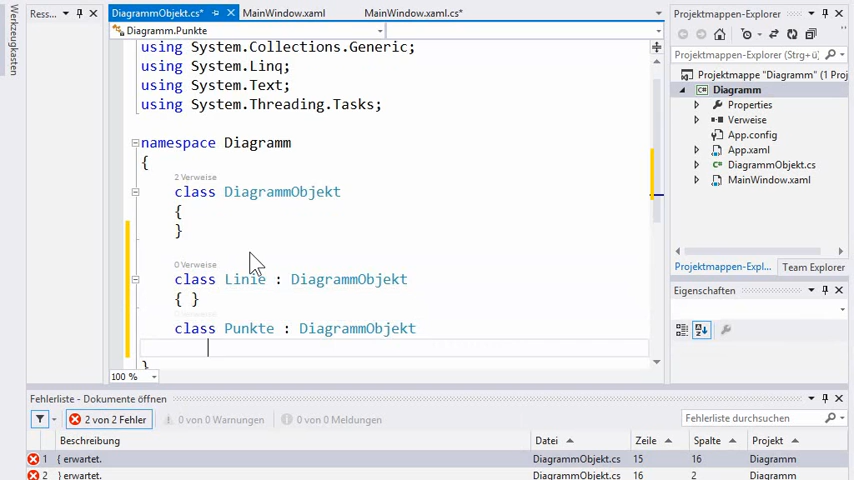 Werkzeugkasten
Ress...
DiagrammObjekt.cs*
MainWindow.xaml
MainWindow.xaml.cs*
Diagramm.Punkte
using System.Collections.Generic;
using System.Linq;
using System.Text;
using System.Threading.Tasks;
namespace Diagramm
{
2 Verweise
class DiagrammObjekt
{
}
0 Verweise
class Linie : DiagrammObjekt
{ }
0 Verweise
class Punkte : DiagrammObjekt
}
100 %
Projektmappen-Explorer
Projektmappen-Explorer (Strg+ü)
Projektmappe "Diagramm" (1 Proj
C# Diagramm
Properties
Verweise
App.config
App.xaml
DiagrammObjekt.cs
MainWindow.xaml
Projektmappen-Expl...
Team Explorer
Eigenschaften
Fehlerliste - Dokumente öffnen
2 von 2 Fehler
0 von 0 Warnungen
0 von 0 Meldungen
Fehlerliste durchsuchen
Beschreibung Datei Zeile Spalte Projekt
1 { erwartet. DiagrammObjekt.cs 15 16 Diagramm
2 } erwartet. DiagrammObjekt.cs 16 2 Diagramm